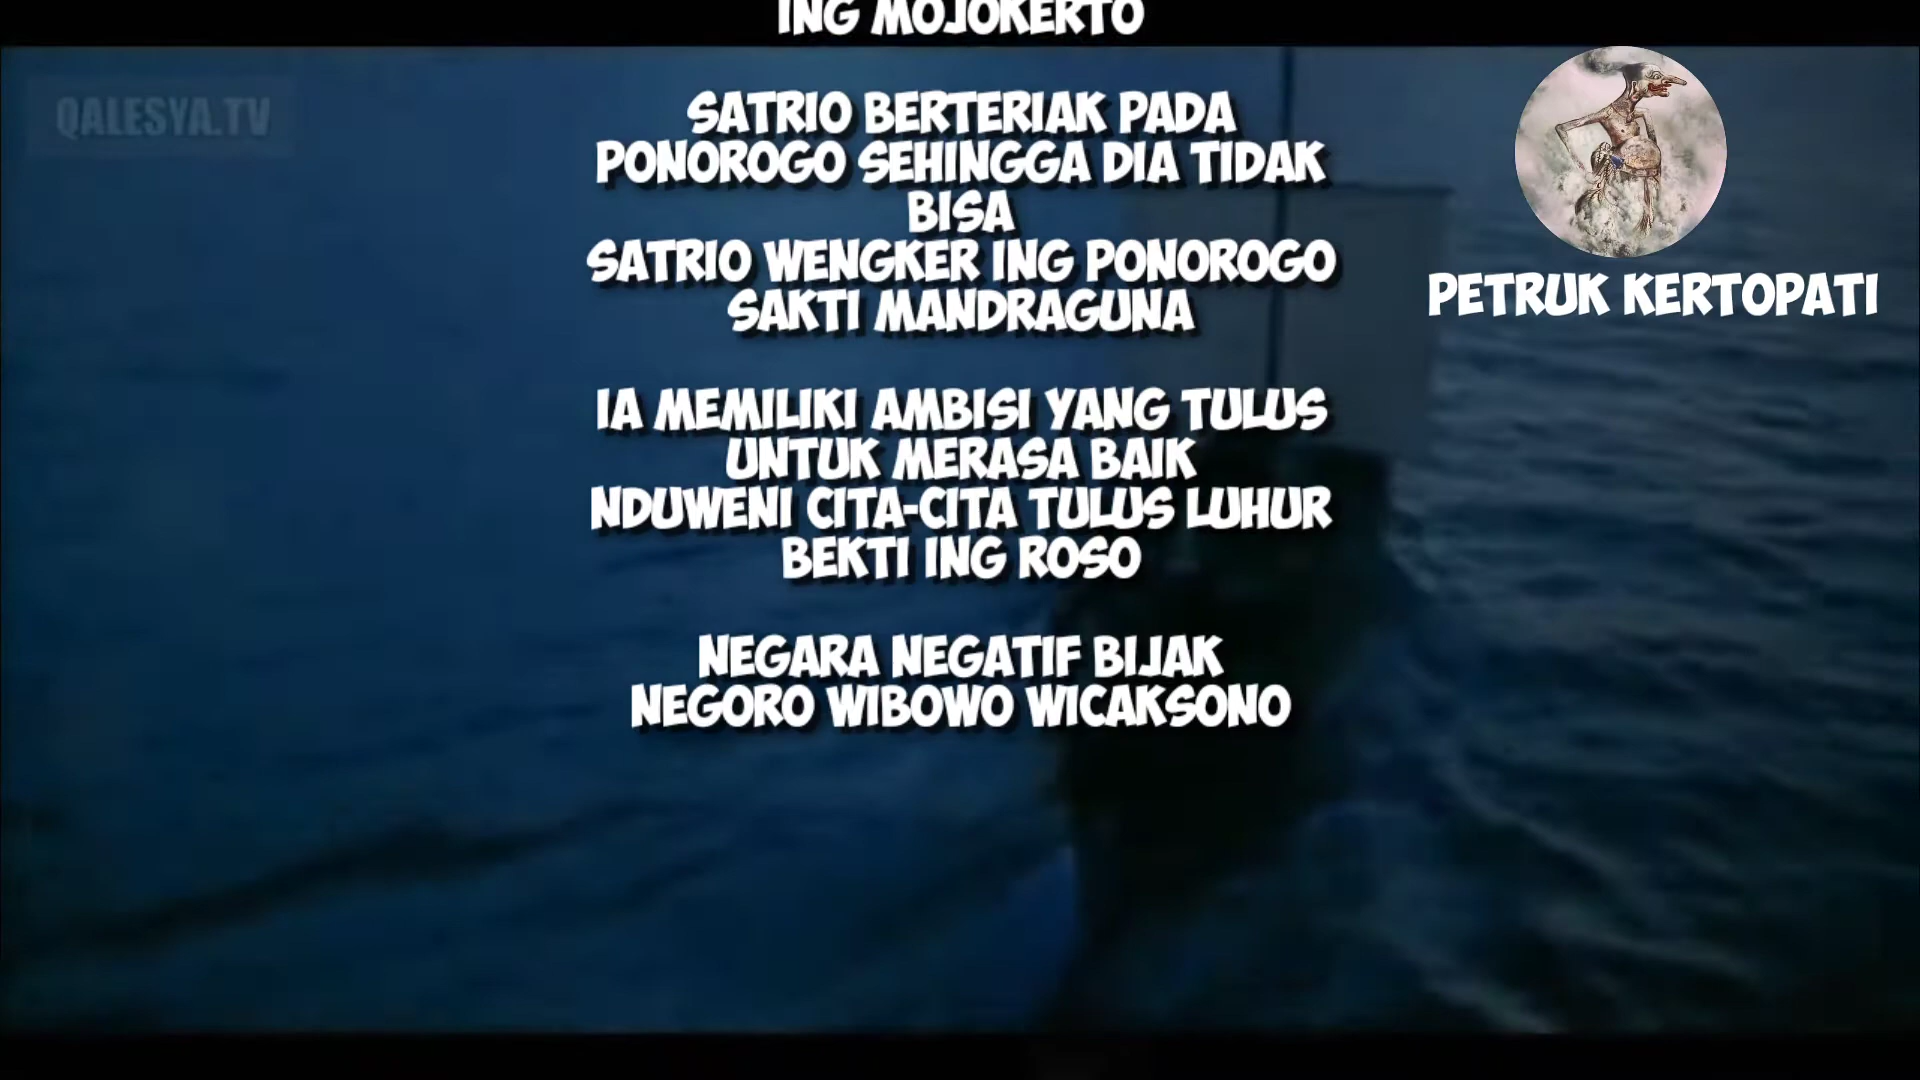 ING MOJOKERTO
QALESYA.TV
SATRIO BERTERIAK PADA
PONOROGO SEHINGGA DIA TIDAK
BISA
SATRIO WENGKER ING PONOROGO
SAKTI MANDRAGUNA
PETRUK KERTOPATI
IA MEMILIKI AMBISI YANG TULUS
UNTUK MERASA BAIK
NDUWENI CITA-CITA TULUS LUHUR
BEKTI ING ROSO
NEGARA NEGATIF BIJAK
NEGORO WIBOWO WICAKSONO